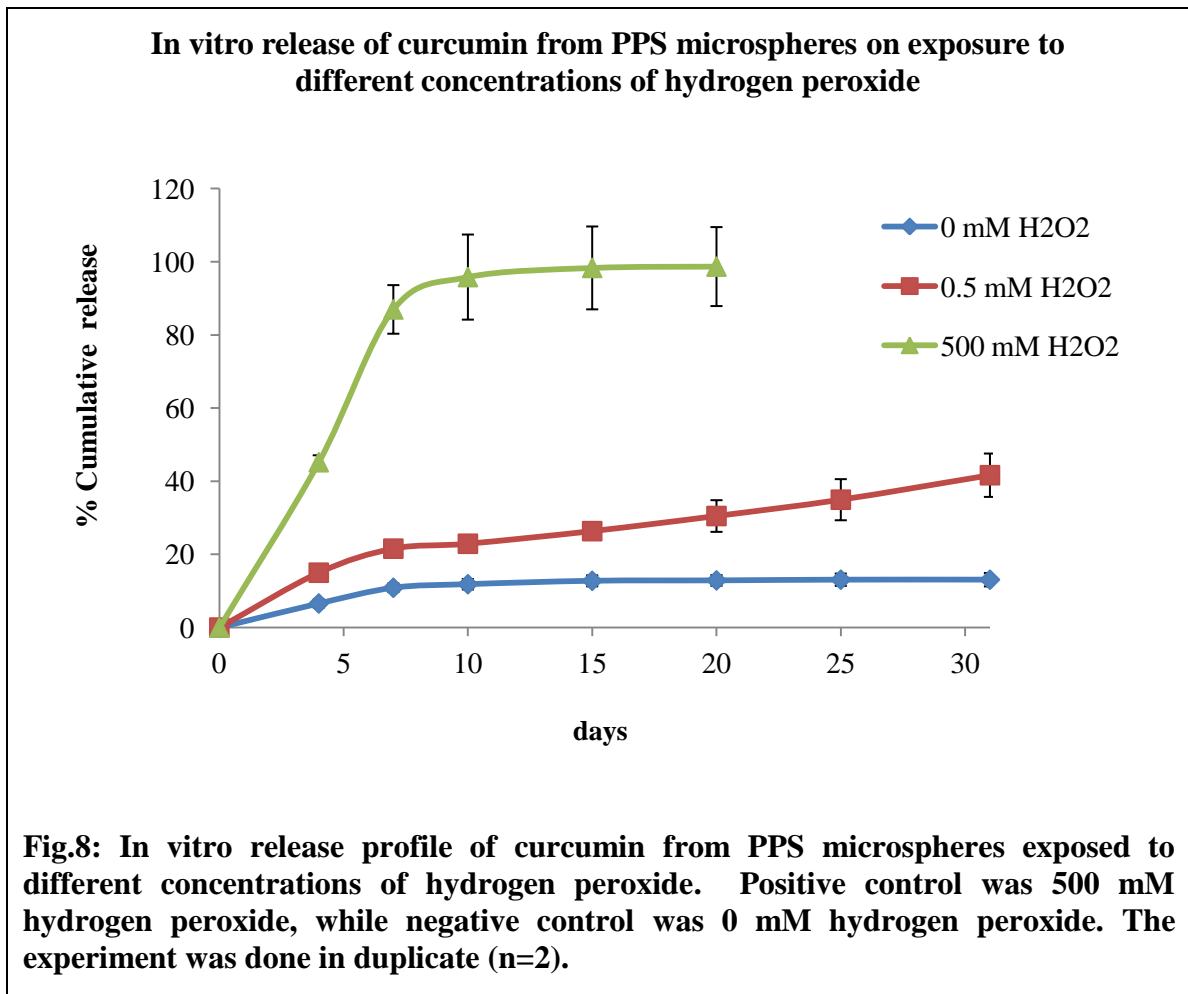 In vitro release of curcumin from PPS microspheres on exposure to
different concentrations of hydrogen peroxide
120
100
80
60
40
20
0
% Cumulative release
0 5 10 15 20 25 30
days
0 mM H2O2
0.5 mM H2O2
500 mM H2O2
Fig.8: In vitro release profile of curcumin from PPS microspheres exposed to
different concentrations of hydrogen peroxide. Positive control was 500 mM
hydrogen peroxide, while negative control was 0 mM hydrogen peroxide. The
experiment was done in duplicate (n=2).